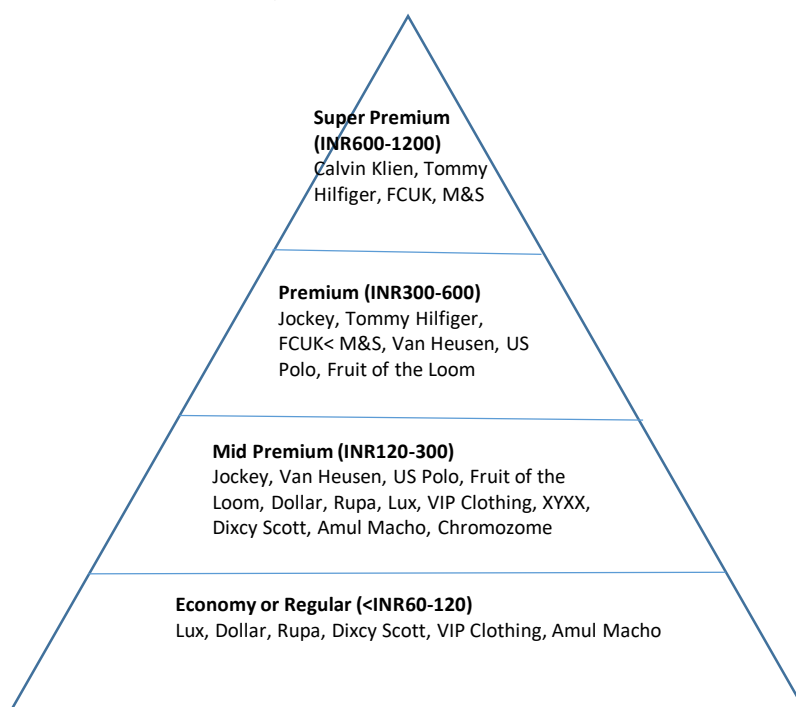 Super Premium
(INR600-1200)
Calvin Klien, Tommy
Hilfiger, FCUK, M&S
Premium (INR300-600)
Jockey, Tommy Hilfiger,
FCUK< M&S, Van Heusen, US
Polo, Fruit of the Loom
Mid Premium (INR120-300)
Jockey, Van Heusen, US Polo, Fruit of the
Loom, Dollar, Rupa, Lux, VIP Clothing, XYXX,
Dixcy Scott, Amul Macho, Chromozome
Economy or Regular (<INR60-120)
Lux, Dollar, Rupa, Dixcy Scott, VIP Clothing, Amul Macho